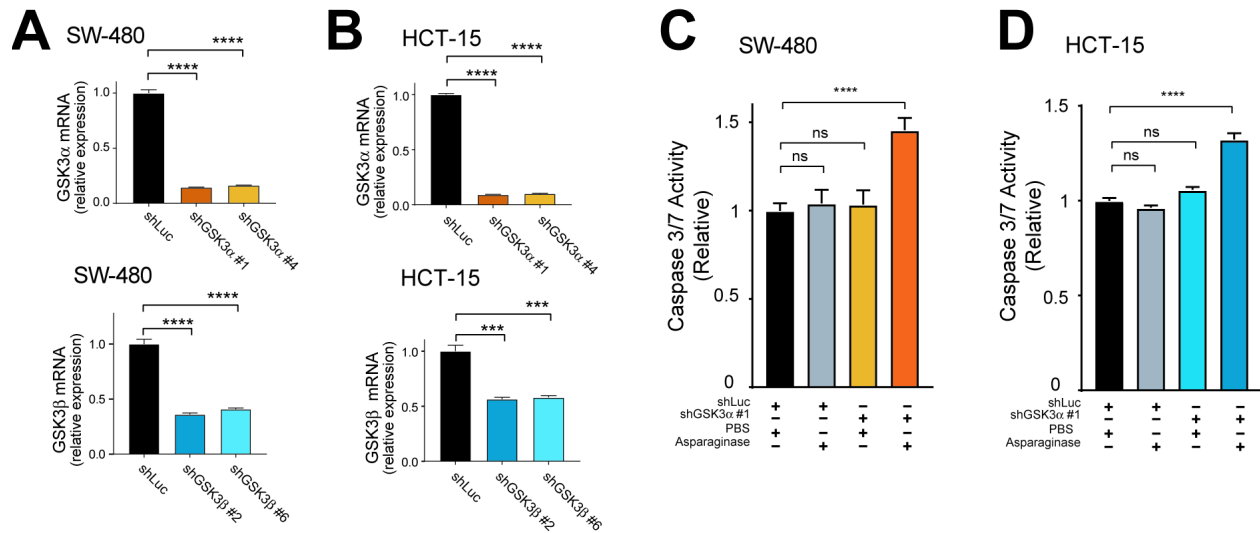 A
SW-480
****
****
GSK3α mRNA
(relative expression)
1.0
0.5
0.0
shLuc
shGSK3α #1
shGSK3α #4
SW-480
****
****
GSK3β mRNA
(relative expression)
1.0
0.5
0.0
shLuc
shGSK3β #2
shGSK3β #6
B
HCT-15
****
****
GSK3α mRNA
(relative expression)
1.0
0.5
0.0
shLuc
shGSK3α #1
shGSK3α #4
HCT-15
***
***
GSK3β mRNA
(relative expression)
1.0
0.5
0.0
shLuc
shGSK3β #2
shGSK3β #6
C
SW-480
****
ns
ns
Caspase 3/7 Activity
(Relative)
1.5
1
0.5
0
shLuc + + − −
shGSK3α #1 − − + +
PBS + − + −
Asparaginase − + − +
D
HCT-15
****
ns
ns
Caspase 3/7 Activity
(Relative)
1.5
1
0.5
0
shLuc + + − −
shGSK3α #1 − − + +
PBS + − + −
Asparaginase − + − +